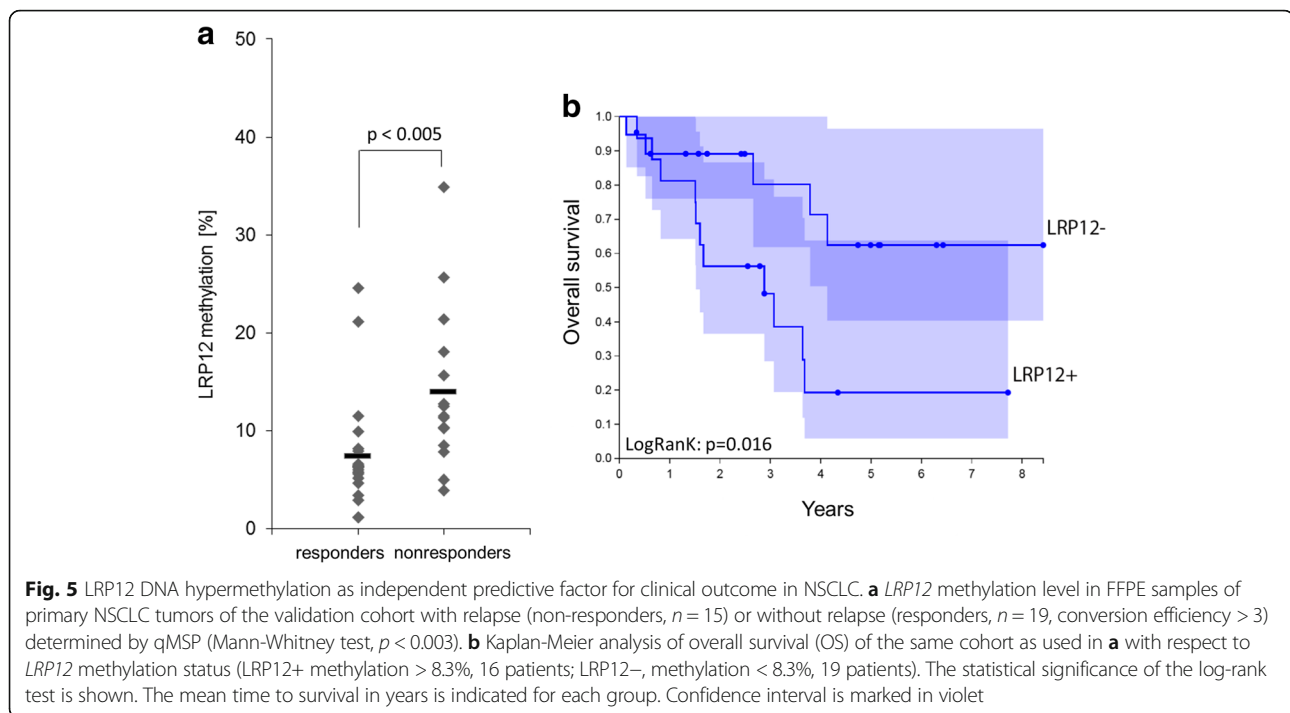 a
50
40
30
20
10
0
LRP12 methylation [%]
p < 0.005
responders nonresponders
b
1.0
0.9
0.8
0.7
0.6
0.5
0.4
0.3
0.2
0.1
0.0
Overall survival
LRP12-
LRP12+
LogRanK: p=0.016
0 1 2 3 4 5 6 7 8
Years
Fig. 5 LRP12 DNA hypermethylation as independent predictive factor for clinical outcome in NSCLC. a LRP12 methylation level in FFPE samples of
primary NSCLC tumors of the validation cohort with relapse (non-responders, n = 15) or without relapse (responders, n = 19, conversion efficiency > 3)
determined by qMSP (Mann-Whitney test, p < 0.003). b Kaplan-Meier analysis of overall survival (OS) of the same cohort as used in a with respect to
LRP12 methylation status (LRP12+ methylation > 8.3%, 16 patients; LRP12−, methylation < 8.3%, 19 patients). The statistical significance of the log-rank
test is shown. The mean time to survival in years is indicated for each group. Confidence interval is marked in violet